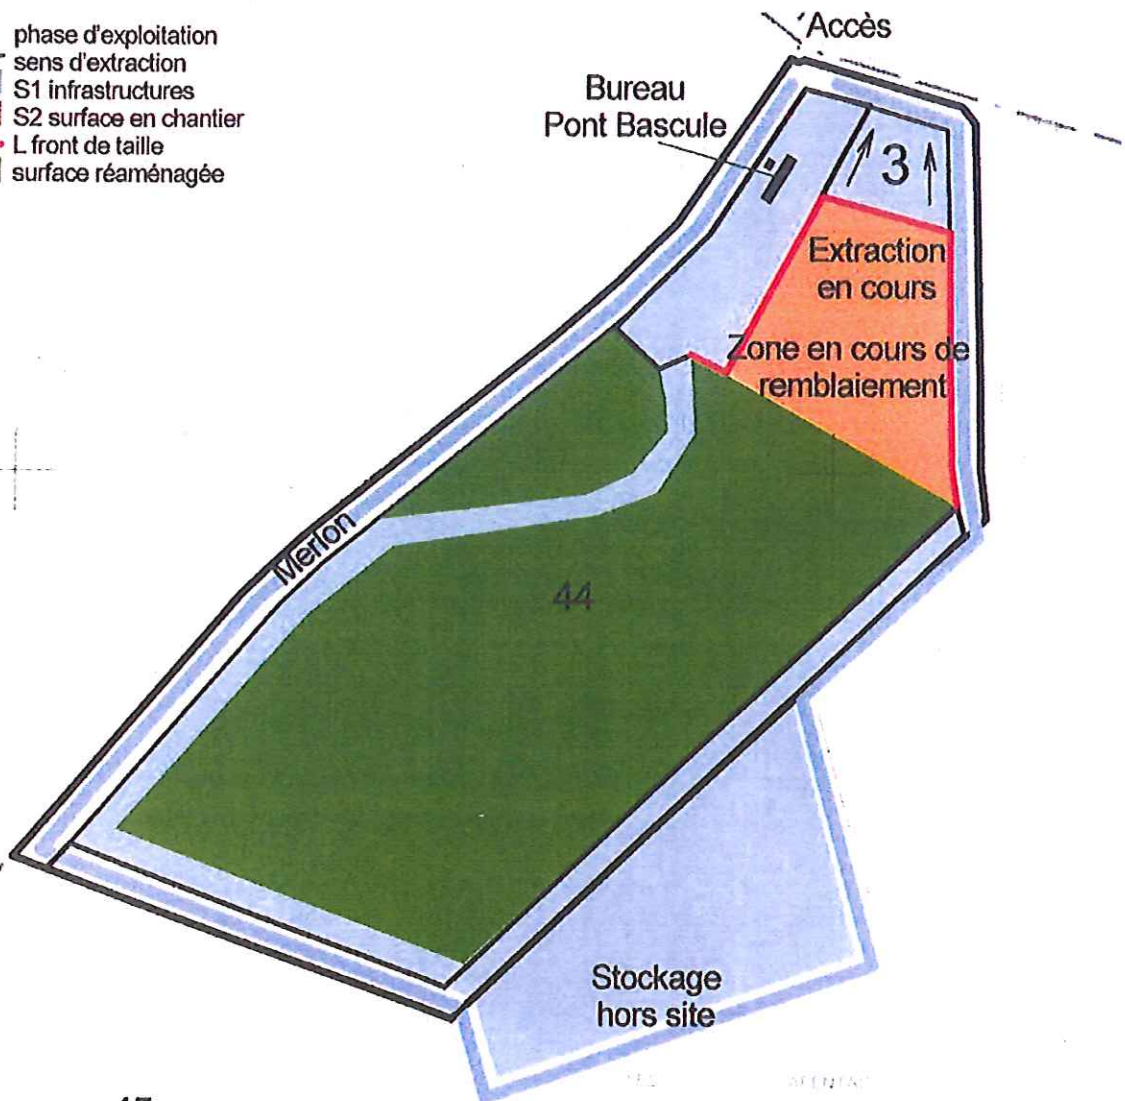 phase d'exploitation
sens d'extraction
S1 infrastructures
S2 surface en chantier
L front de taille
surface réaménagée
Accès
Bureau
Pont Bascule
3
Extraction
en cours
Zone en cours de
remblaiement
Merlon
44
Stockage
hors site